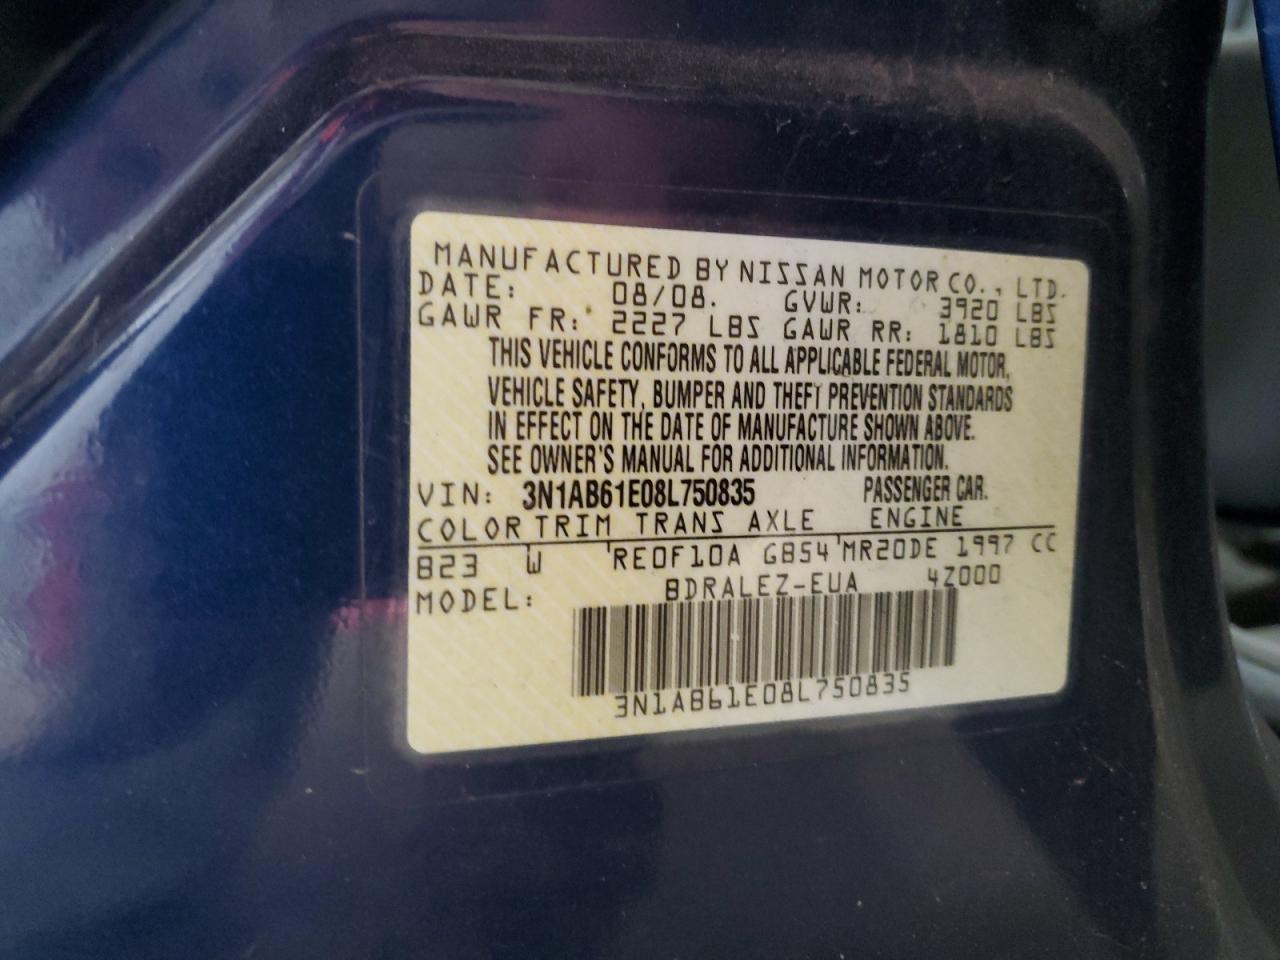 MANUFACTURED BY NISSAN MOTOR CO., LTD.
DATE: 08/08. GVWR: 3920 LBS
GAWR FR: 2227 LBS GAWR RR: 1810 LBS
THIS VEHICLE CONFORMS TO ALL APPLICABLE FEDERAL MOTOR,
VEHICLE SAFETY, BUMPER AND THEFT PREVENTION STANDARDS
IN EFFECT ON THE DATE OF MANUFACTURE SHOWN ABOVE.
SEE OWNER'S MANUAL FOR ADDITIONAL INFORMATION.
VIN: 3N1AB61E08L750835 PASSENGER CAR.
COLOR TRIM TRANS AXLE ENGINE
823 W 'RE0F10A GB54'MR20DE 1997 CC
MODEL: BDRALEZ-EUA 4Z000
3N1AB61E08L750835